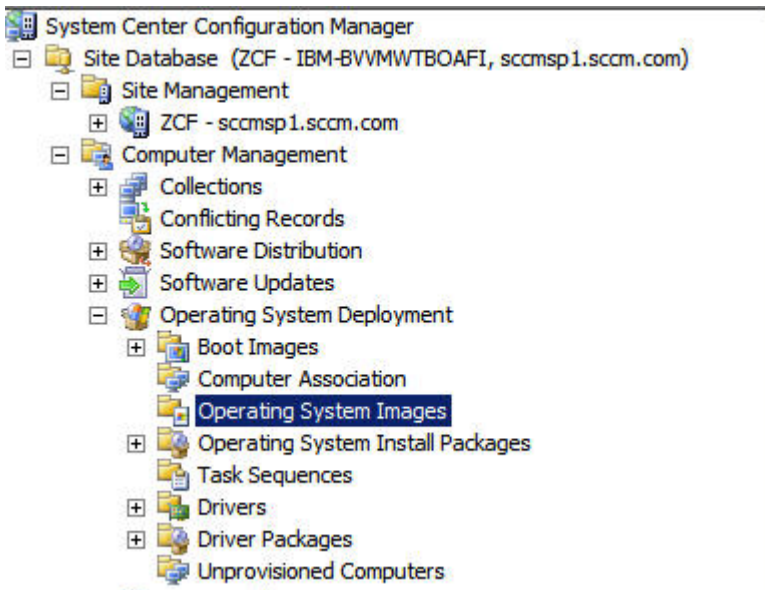 System Center Configuration Manager
Site Database (ZCF - IBM-BVVMWTBOAFI, sccmsp1.sccm.com)
Site Management
ZCF - sccmsp1.sccm.com
Computer Management
Collections
Conflicting Records
Software Distribution
Software Updates
Operating System Deployment
Boot Images
Computer Association
Operating System Images
Operating System Install Packages
Task Sequences
Drivers
Driver Packages
Unprovisioned Computers